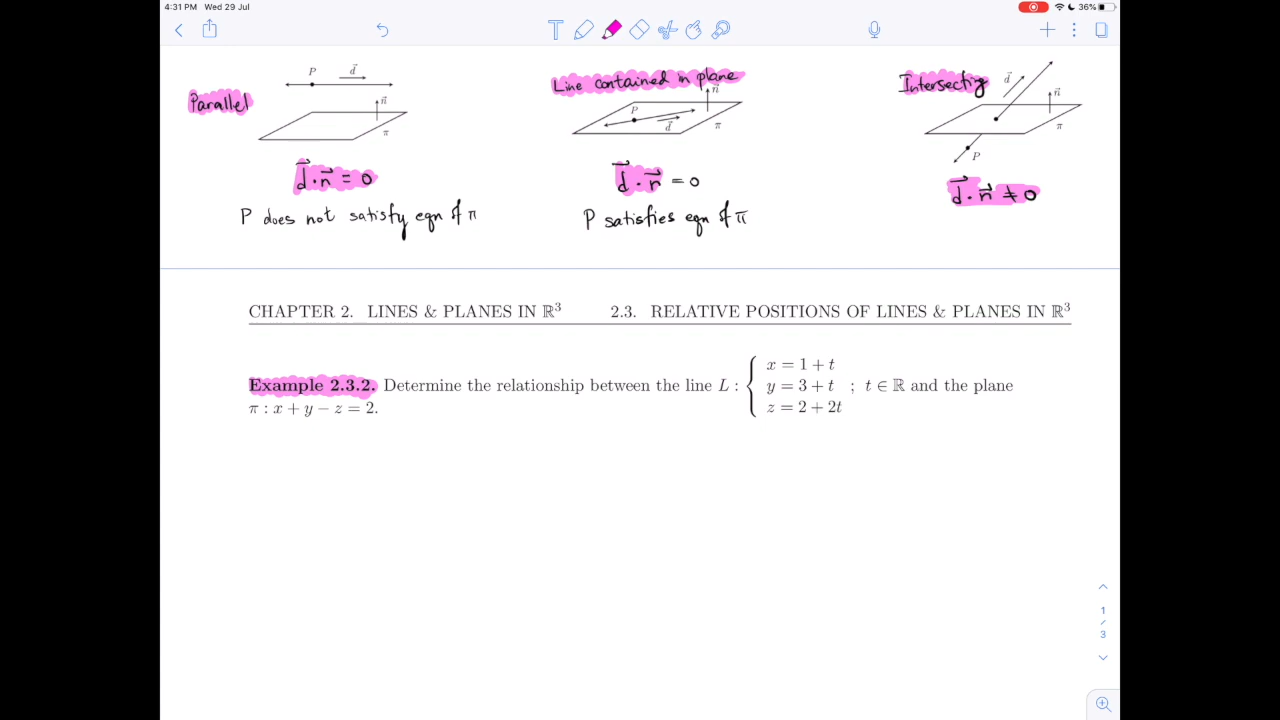 4:31 PM Wed 29 Jul 36%
T
P d⃗
Parallel n⃗
π
d⃗ · n⃗ = 0
P does not satisfy eqn of π
Line contained in plane
n⃗
P
d⃗ π
d⃗ · n⃗ = 0
P satisfies eqn of π
Intersecting d⃗
n⃗
π
P
d⃗ · n⃗ ≠ 0
CHAPTER 2. LINES & PLANES IN ℝ³ 2.3. RELATIVE POSITIONS OF LINES & PLANES IN ℝ³
x = 1 + t
Example 2.3.2. Determine the relationship between the line L : { y = 3 + t ; t ∈ ℝ and the plane
z = 2 + 2t
π : x + y − z = 2.
1
/
3